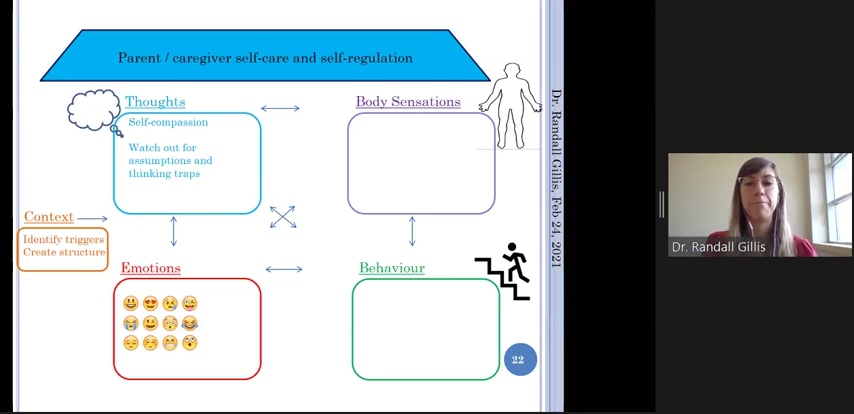 Parent / caregiver self-care and self-regulation
Thoughts
Self-compassion
Watch out for
assumptions and
thinking traps
Body Sensations
Context
Identify triggers
Create structure
Emotions
Behaviour
22
Dr. Randall Gillis, Feb 24, 2021
Dr. Randall Gillis